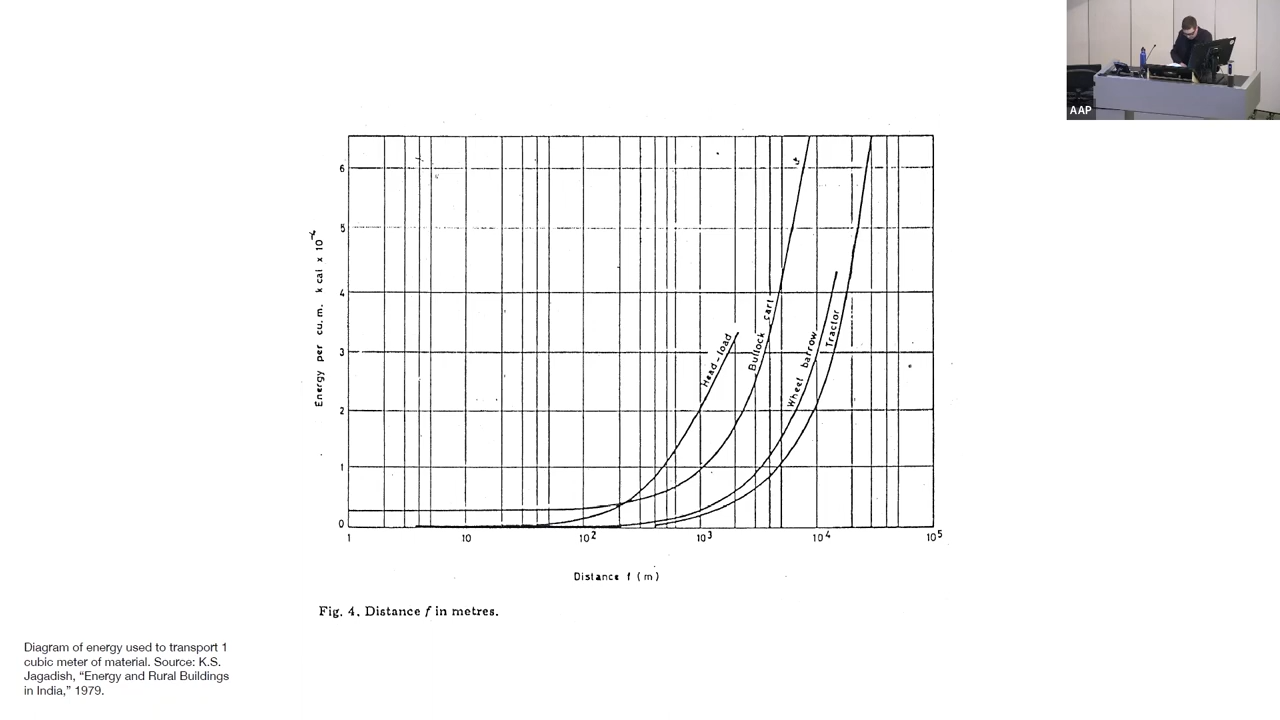 AAP
6
5
4
3
2
1
0
Energy per cu.m. kcal x 10⁻⁴
Head-load
Bullock cart
Wheel barrow
Tractor
1 10 10² 10³ 10⁴ 10⁵
Distance f (m)
Fig. 4. Distance f in metres.
Diagram of energy used to transport 1
cubic meter of material. Source: K.S.
Jagadish, “Energy and Rural Buildings
in India,” 1979.